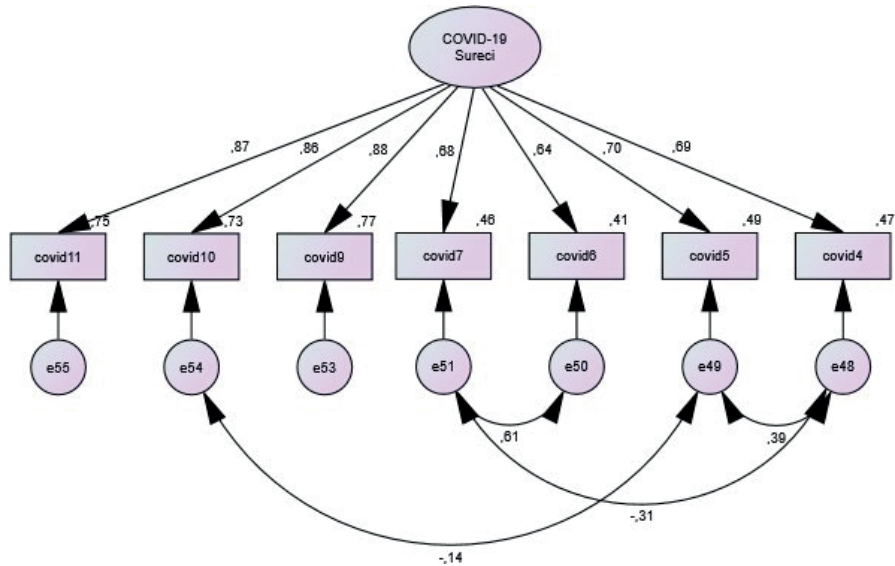 COVID-19
Sureci
,87
,86
,88
,68
,64
,70
,69
,75
,73
,77
,46
,41
,49
,47
covid11
covid10
covid9
covid7
covid6
covid5
covid4
e55
e54
e53
e51
e50
e49
e48
,61
,39
-,31
-,14